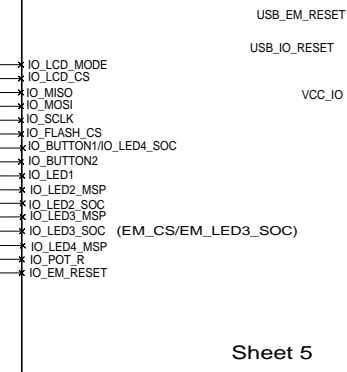 USB_EM_RESET
USB_IO_RESET
IO_LCD_MODE
IO_LCD_CS
IO_MISO
VCC_IO
IO_MOSI
IO_SCLK
IO_FLASH_CS
IO_BUTTON1/IO_LED4_SOC
IO_BUTTON2
IO_LED1
IO_LED2_MSP
IO_LED2_SOC
IO_LED3_MSP
IO_LED3_SOC (EM_CS/EM_LED3_SOC)
IO_LED4_MSP
IO_POT_R
IO_EM_RESET
Sheet 5